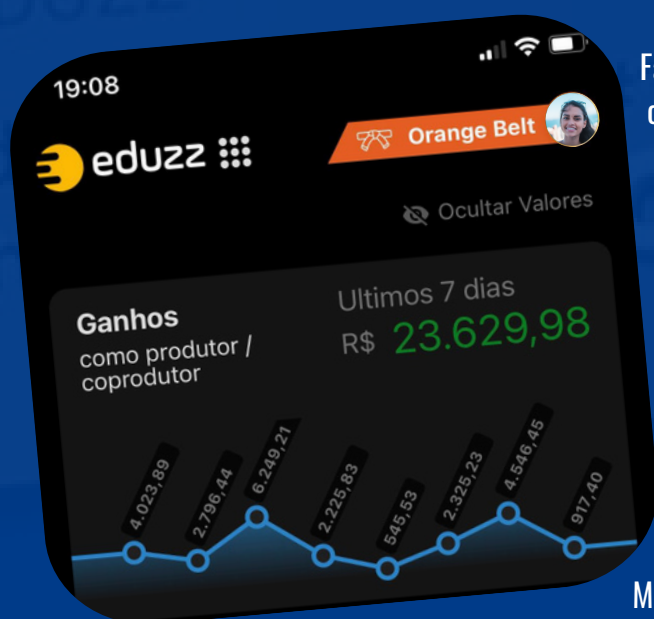 19:08
eduzz
Orange Belt
Ocultar Valores
Ganhos
como produtor /
coprodutor
Ultimos 7 dias
R$ 23.629,98
4.023,89
2.796,44
6.249,21
2.225,83
545,53
2.325,23
4.546,45
917,40